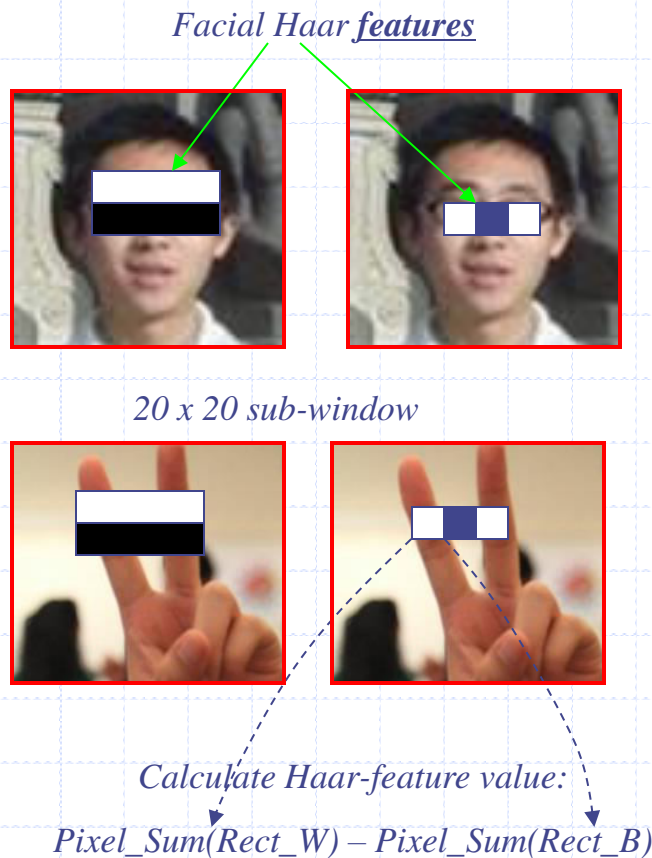 Facial Haar features
20 x 20 sub-window
Calculate Haar-feature value:
Pixel_Sum(Rect_W) – Pixel_Sum(Rect_B)